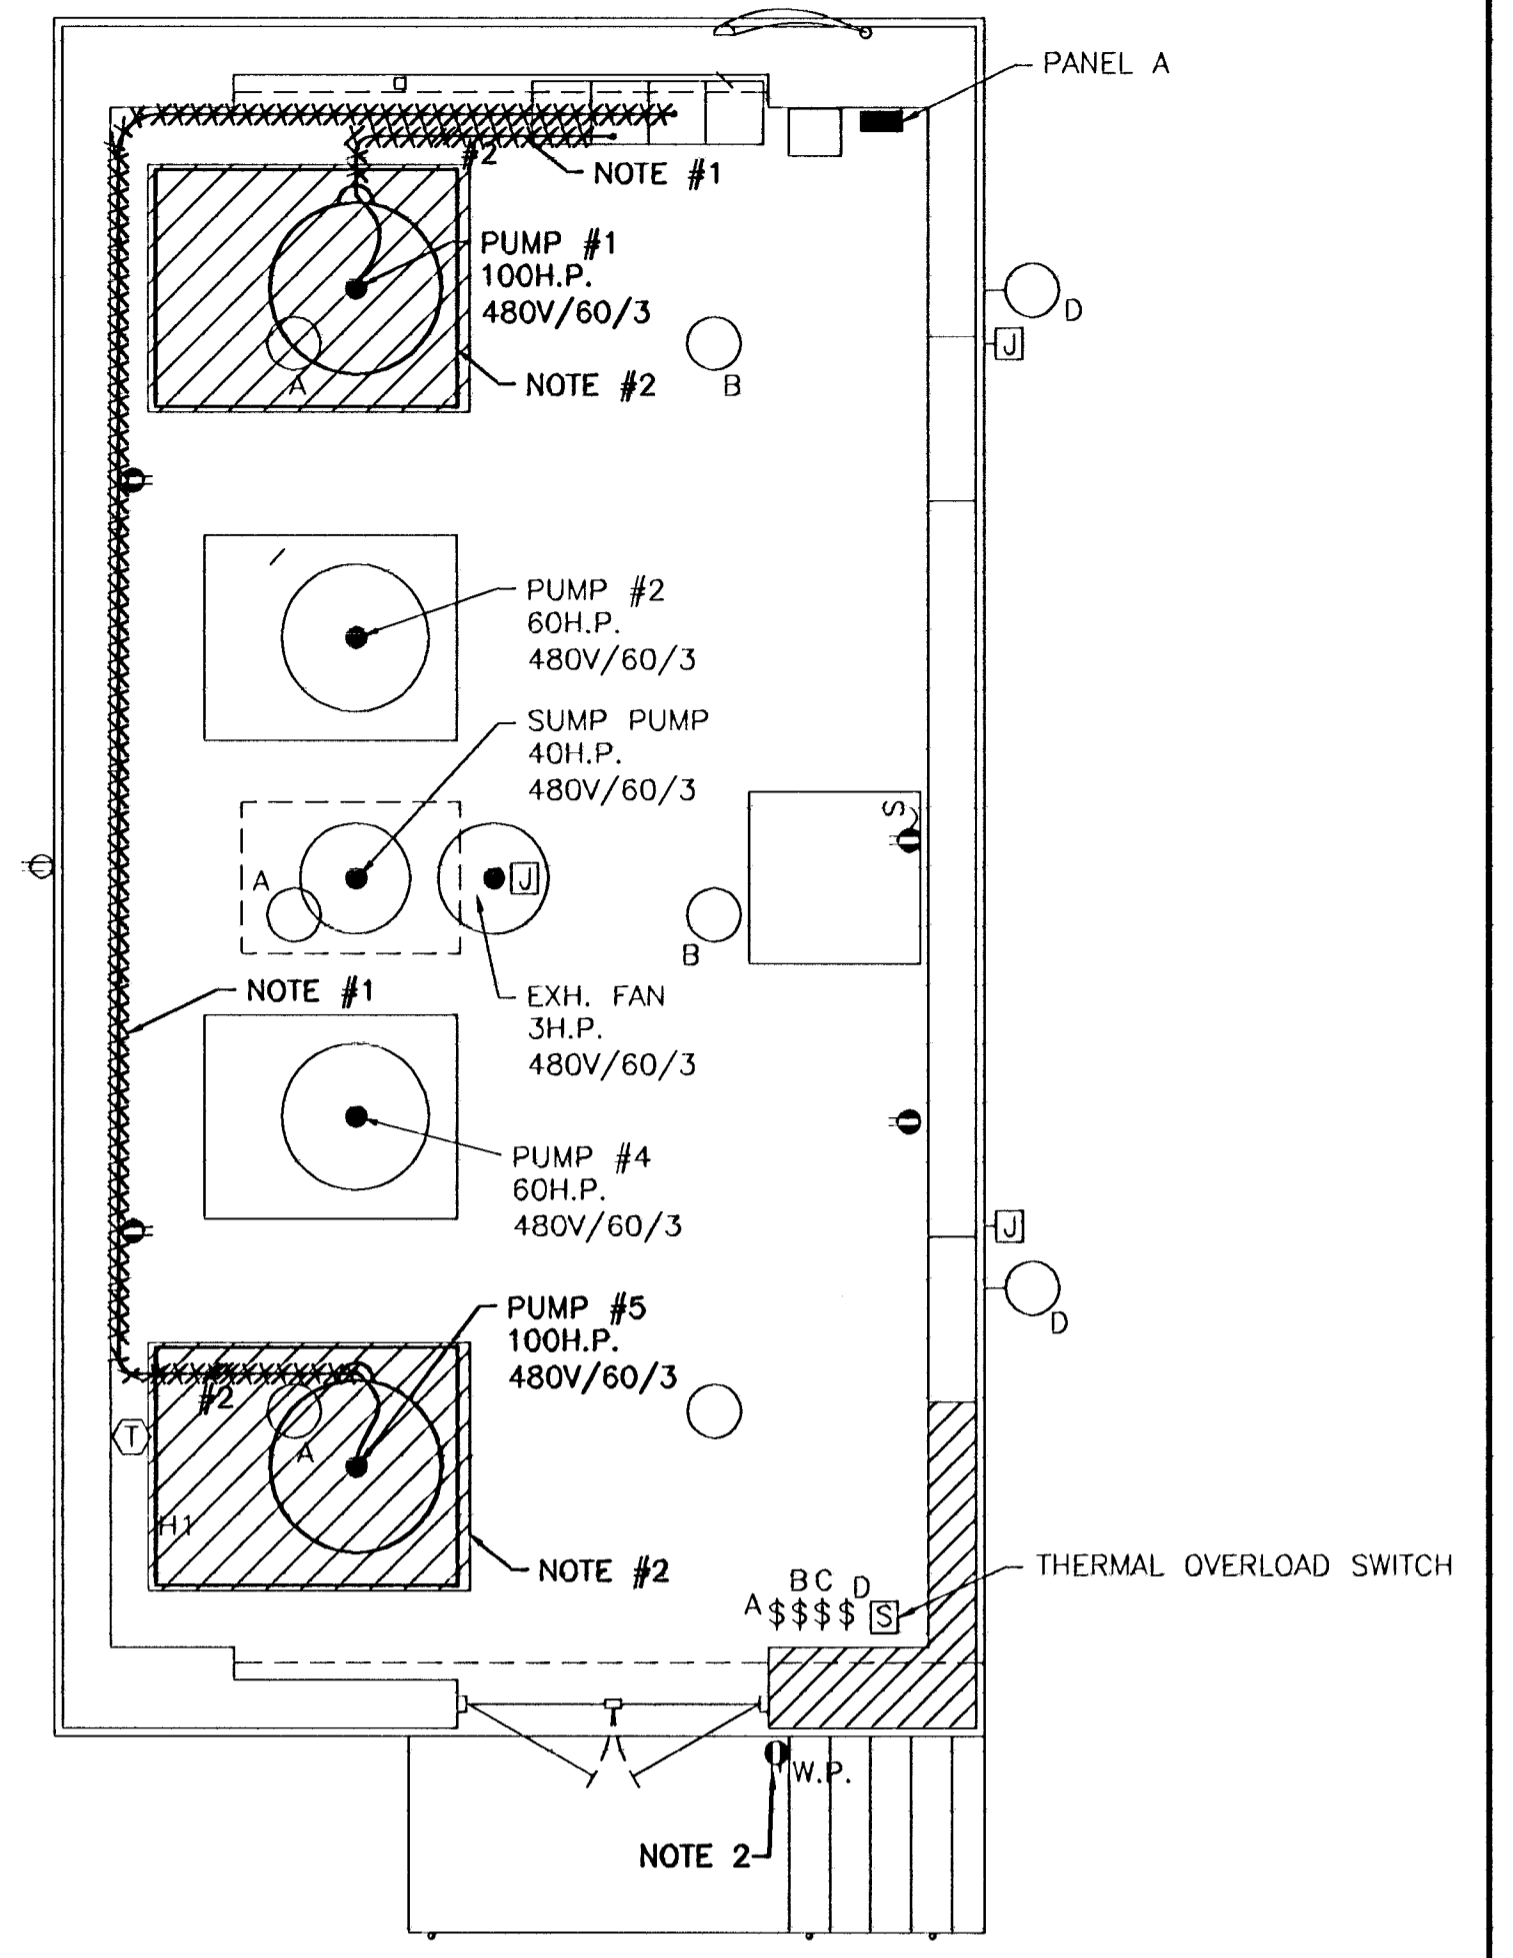 PANEL A
#2
NOTE #1
PUMP #1
100H.P.
480V/60/3
D
J
A
B
NOTE #2
PUMP #2
60H.P.
480V/60/3
SUMP PUMP
40H.P.
480V/60/3
S
A
J
B
NOTE #1
EXH. FAN
3H.P.
480V/60/3
PUMP #4
60H.P.
480V/60/3
J
D
PUMP #5
100H.P.
480V/60/3
#2
T
A
H1
NOTE #2
THERMAL OVERLOAD SWITCH
A B C D
$ $ $ $ S
W.P.
NOTE 2